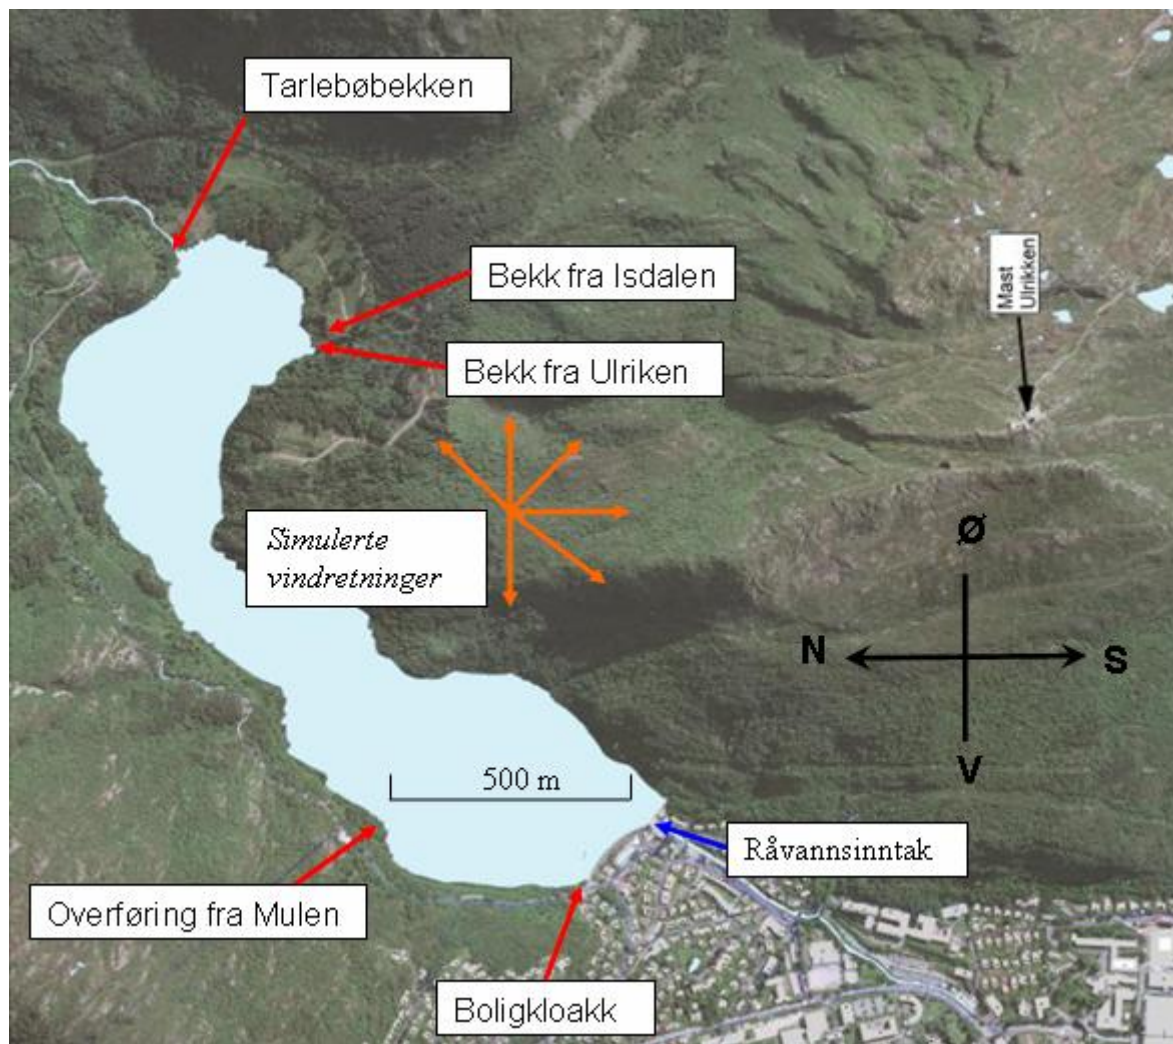 Tarlebøbekken
Bekk fra Isdalen
Mast
Ulrikken
Bekk fra Ulriken
Simulerte
vindretninger
Ø
N
S
V
500 m
Råvannsinntak
Overføring fra Mulen
Boligkloakk